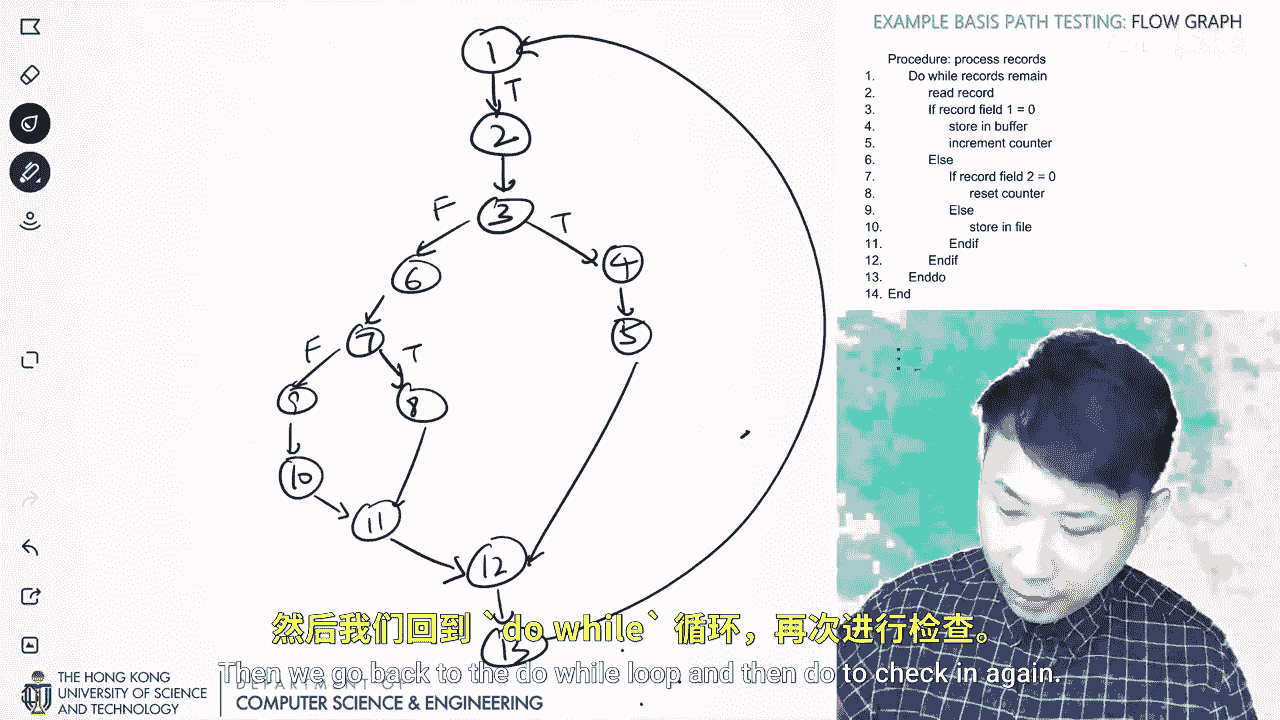 EXAMPLE BASIS PATH TESTING: FLOW GRAPH
Procedure: process records
1. Do while records remain
2. read record
3. If record field 1 = 0
4. store in buffer
5. increment counter
6. Else
7. If record field 2 = 0
8. reset counter
9. Else
10. store in file
11. Endif
12. Endif
13. Enddo
14. End
1
T
2
3
F
T
6
4
7
5
F
T
9
8
10
11
12
13
然后我们回到 `do while` 循环，再次进行检查。
Then we go back to the do while loop and then do to check in again.
THE HONG KONG
UNIVERSITY OF SCIENCE
AND TECHNOLOGY
DEPARTMENT OF
COMPUTER SCIENCE & ENGINEERING